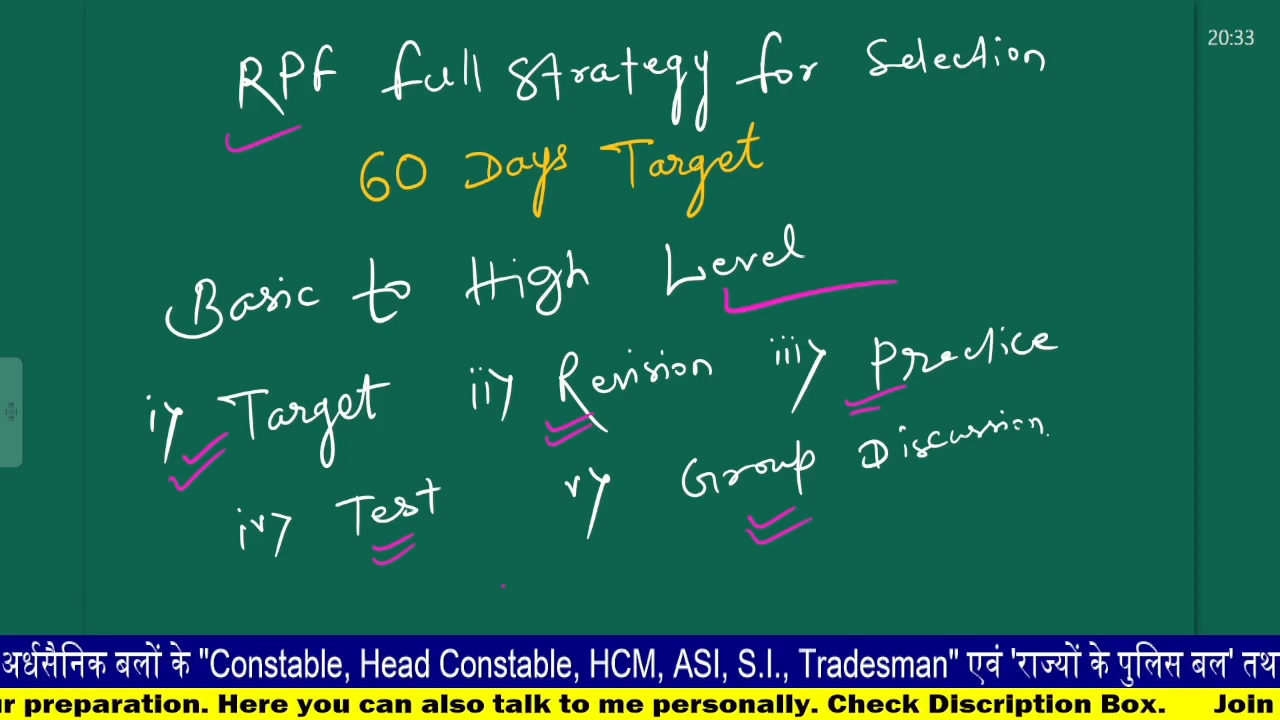 20:33
RPF full strategy for Selection
60 Days Target
Basic to High Level
i> Target ii> Revision iii> Practice
iv> Test v> Group Discussion
अर्धसैनिक बलों के "Constable, Head Constable, HCM, ASI, S.I., Tradesman" एवं 'राज्यों के पुलिस बल' तथ
ur preparation. Here you can also talk to me personally. Check Discription Box. Join